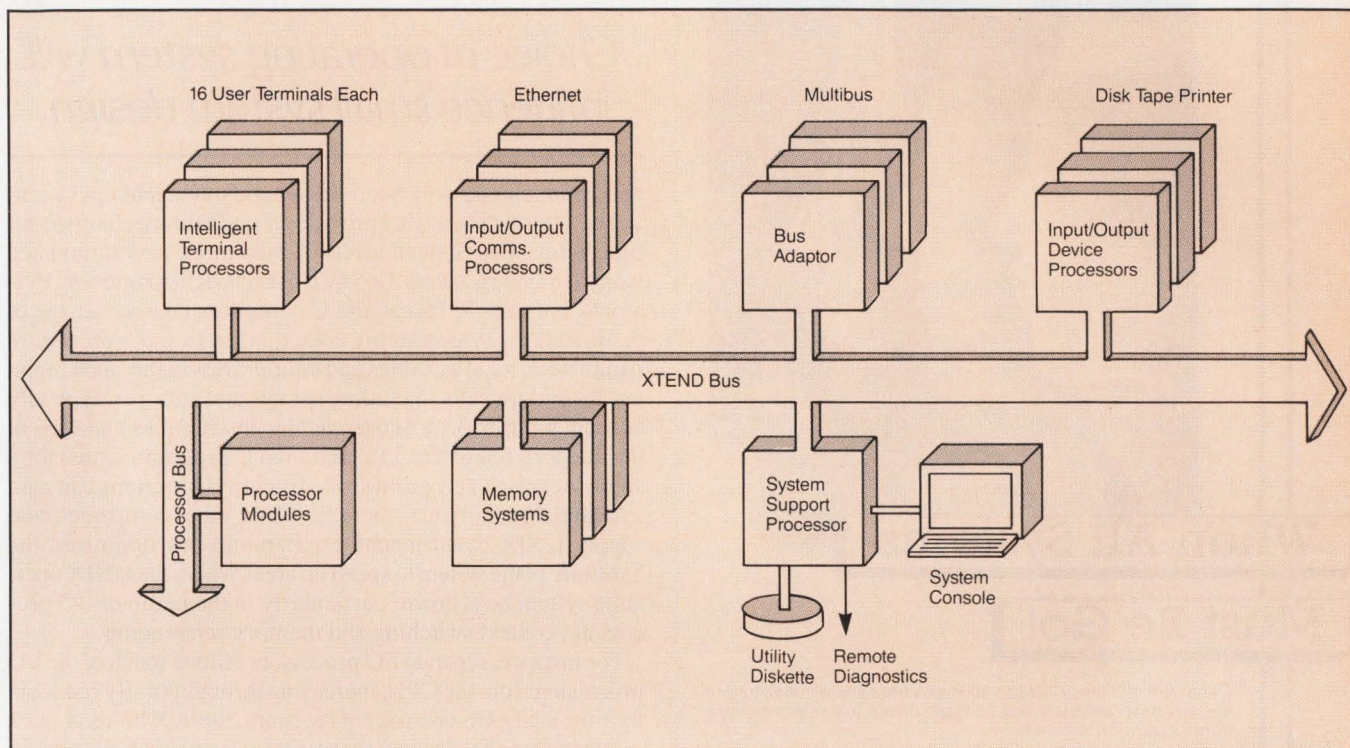 16 User Terminals Each
Ethernet
Multibus
Disk Tape Printer
Intelligent
Terminal
Processors
Input/Output
Comms.
Processors
Bus
Adaptor
Input/Output
Device
Processors
XTEND Bus
Processor Bus
Processor
Modules
Memory
Systems
System
Support
Processor
System
Console
Utility
Diskette
Remote
Diagnostics